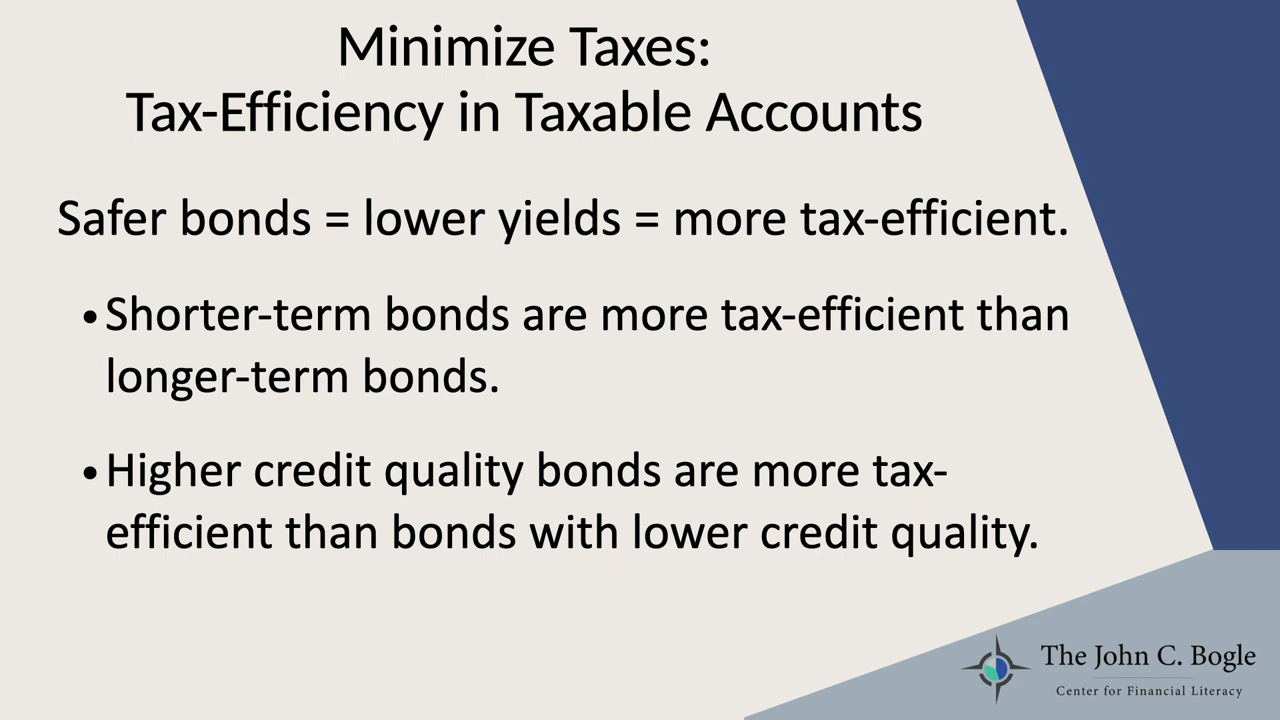 Minimize Taxes:
Tax-Efficiency in Taxable Accounts
Safer bonds = lower yields = more tax-efficient.
•Shorter-term bonds are more tax-efficient than
longer-term bonds.
•Higher credit quality bonds are more tax-
efficient than bonds with lower credit quality.
The John C. Bogle
Center for Financial Literacy